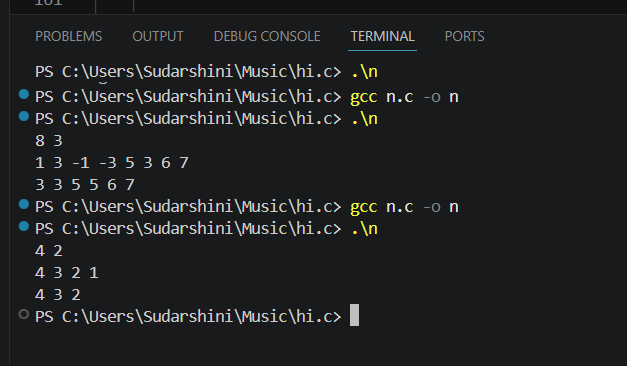 161
PROBLEMS OUTPUT DEBUG CONSOLE TERMINAL PORTS
PS C:\Users\Sudarshini\Music\hi.c> .\n
PS C:\Users\Sudarshini\Music\hi.c> gcc n.c -o n
PS C:\Users\Sudarshini\Music\hi.c> .\n
8 3
1 3 -1 -3 5 3 6 7
3 3 5 5 6 7
PS C:\Users\Sudarshini\Music\hi.c> gcc n.c -o n
PS C:\Users\Sudarshini\Music\hi.c> .\n
4 2
4 3 2 1
4 3 2
PS C:\Users\Sudarshini\Music\hi.c>